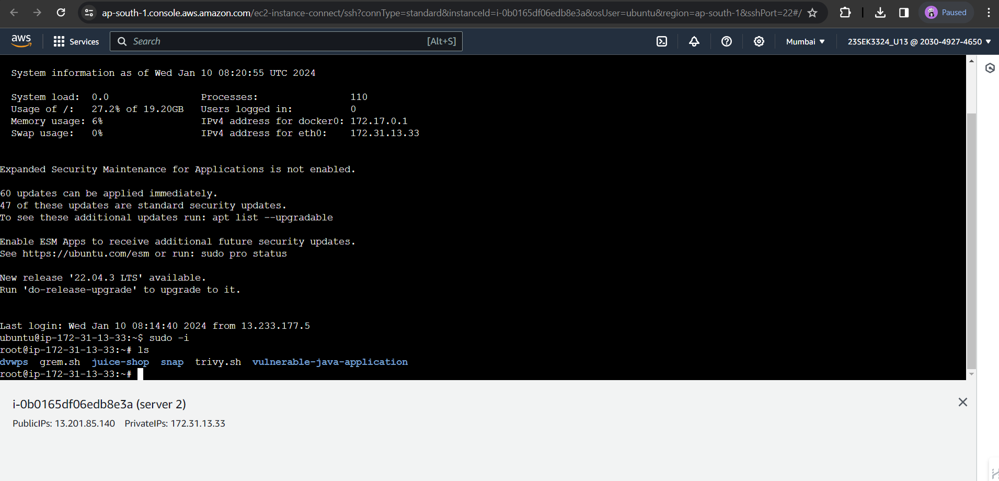 ap-south-1.console.aws.amazon.com/ec2-instance-connect/ssh?connType=standard&instanceId=i-0b0165df06edb8e3a&osUser=ubuntu&region=ap-south-1&sshPort=22#/
Paused
aws Services Search [Alt+S] Mumbai 23SEK3324_U13 @ 2030-4927-4650
System information as of Wed Jan 10 08:20:55 UTC 2024
System load: 0.0 Processes: 110
Usage of /: 27.2% of 19.20GB Users logged in: 0
Memory usage: 6% IPv4 address for docker0: 172.17.0.1
Swap usage: 0% IPv4 address for eth0: 172.31.13.33
Expanded Security Maintenance for Applications is not enabled.
60 updates can be applied immediately.
47 of these updates are standard security updates.
To see these additional updates run: apt list --upgradable
Enable ESM Apps to receive additional future security updates.
See https://ubuntu.com/esm or run: sudo pro status
New release '22.04.3 LTS' available.
Run 'do-release-upgrade' to upgrade to it.
Last login: Wed Jan 10 08:14:40 2024 from 13.233.177.5
ubuntu@ip-172-31-13-33:~$ sudo -i
root@ip-172-31-13-33:~# ls
dvwps grem.sh juice-shop snap trivy.sh vulnerable-java-application
root@ip-172-31-13-33:~#
i-0b0165df06edb8e3a (server 2)
PublicIPs: 13.201.85.140 PrivateIPs: 172.31.13.33